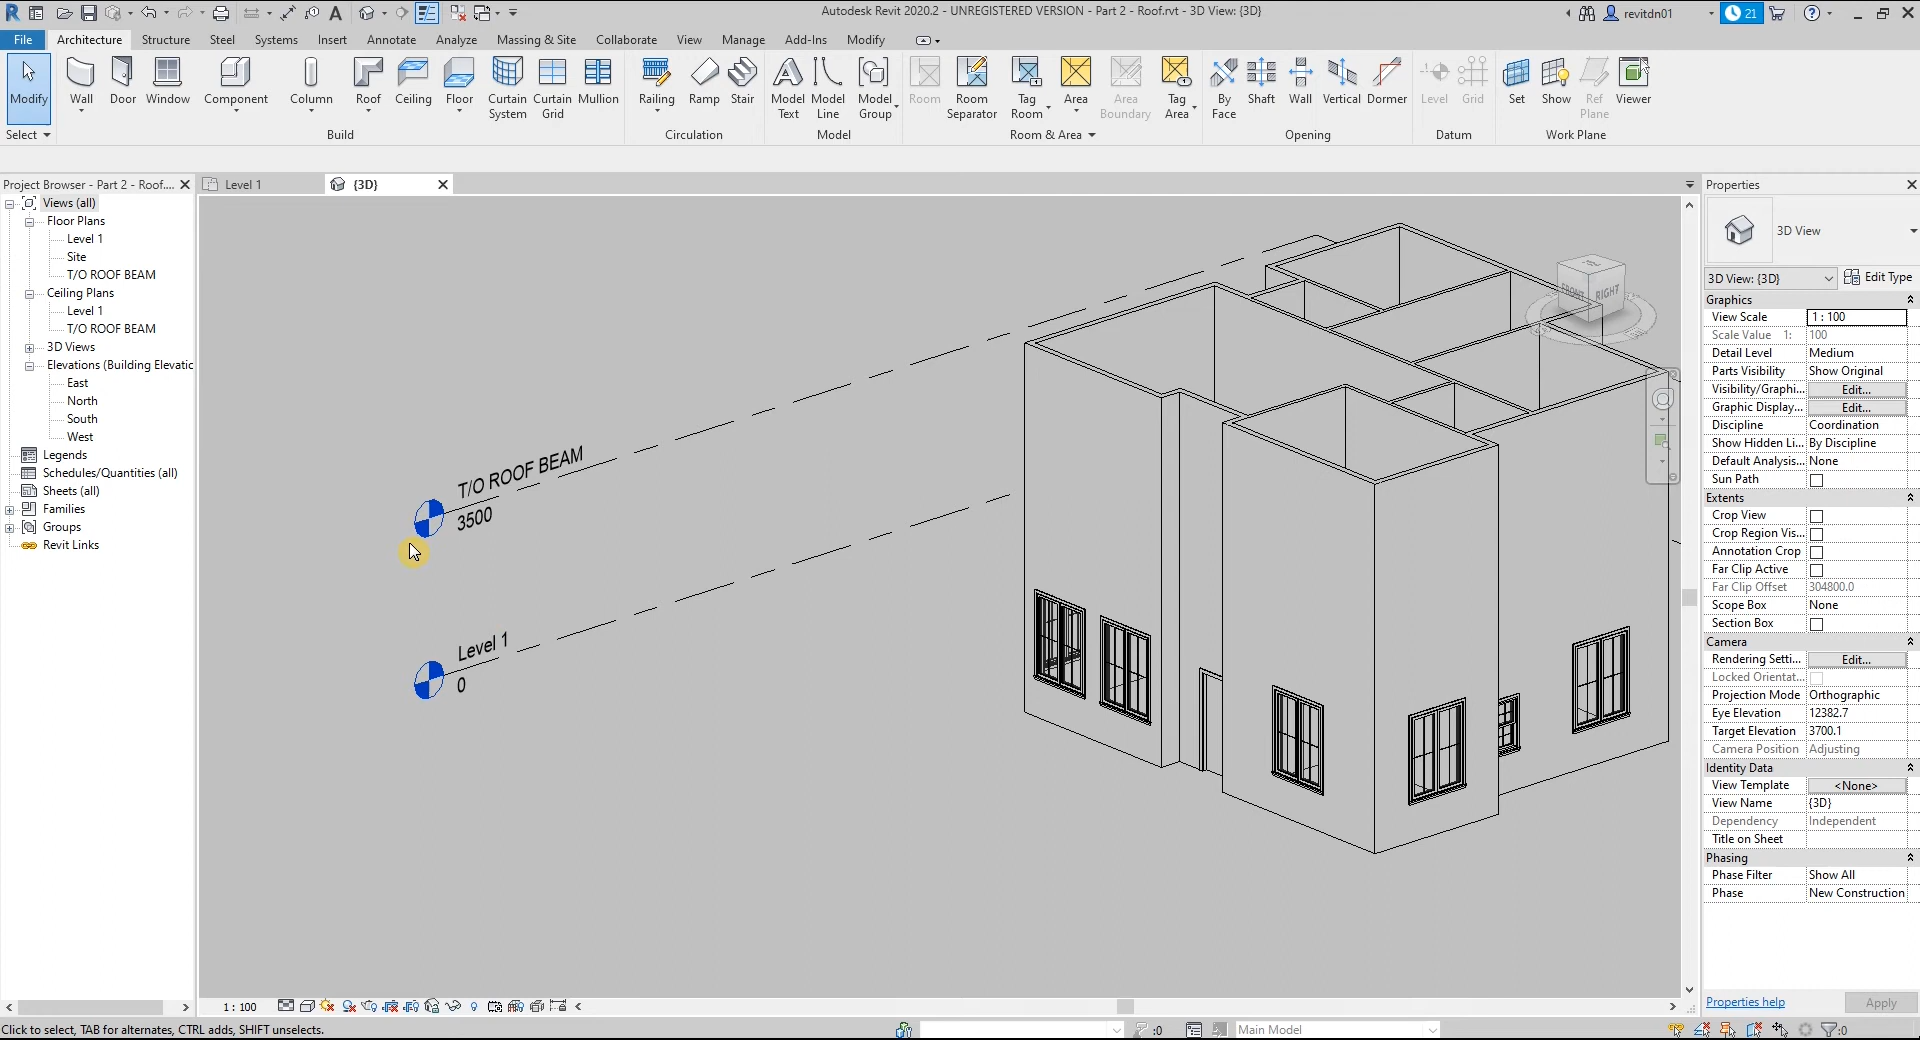 Autodesk Revit 2020.2 - UNREGISTERED VERSION - Part 2 - Roof.rvt - 3D View: {3D}
revitdn01
21
File Architecture Structure Steel Systems Insert Annotate Analyze Massing & Site Collaborate View Manage Add-Ins Modify
Modify Wall Door Window Component Column Roof Ceiling Floor Curtain System Curtain Grid Mullion Railing Ramp Stair Model Text Model Line Model Group Room Room Separator Tag Room Area Area Boundary Tag Area By Face Shaft Wall Vertical Dormer Level Grid Set Show Ref Plane Viewer
Select Build Circulation Model Room & Area Opening Datum Work Plane
Project Browser - Part 2 - Roof....
Views (all)
Floor Plans
Level 1
Site
T/O ROOF BEAM
Ceiling Plans
Level 1
T/O ROOF BEAM
3D Views
Elevations (Building Elevatic
East
North
South
West
Legends
Schedules/Quantities (all)
Sheets (all)
Families
Groups
Revit Links
Level 1
{3D}
T/O ROOF BEAM
3500
Level 1
0
FRONT
RIGHT
Properties
3D View
3D View: {3D} Edit Type
Graphics
View Scale 1 : 100
Scale Value 1: 100
Detail Level Medium
Parts Visibility Show Original
Visibility/Graphi... Edit...
Graphic Display... Edit...
Discipline Coordination
Show Hidden Li... By Discipline
Default Analysis... None
Sun Path
Extents
Crop View
Crop Region Vis...
Annotation Crop
Far Clip Active
Far Clip Offset 304800.0
Scope Box None
Section Box
Camera
Rendering Setti... Edit...
Locked Orientat...
Projection Mode Orthographic
Eye Elevation 12382.7
Target Elevation 3700.1
Camera Position Adjusting
Identity Data
View Template <None>
View Name {3D}
Dependency Independent
Title on Sheet
Phasing
Phase Filter Show All
Phase New Construction
Properties help Apply
1 : 100
Click to select, TAB for alternates, CTRL adds, SHIFT unselects.
:0
Main Model
:0